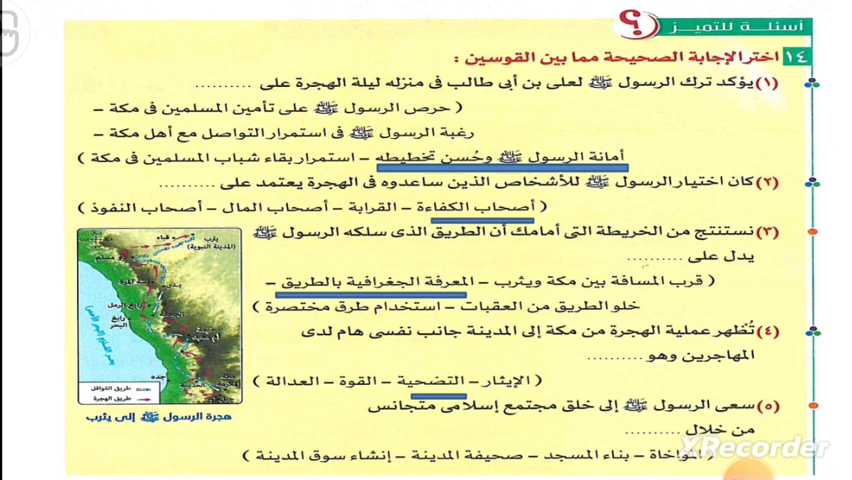 أسئلة للتميز
؟
١٤ اختر الإجابة الصحيحة مما بين القوسين :
(١) يؤكد ترك الرسول ﷺ لعلى بن أبى طالب فى منزله ليلة الهجرة على ..........
( حرص الرسول ﷺ على تأمين المسلمين فى مكة -
رغبة الرسول ﷺ فى استمرار التواصل مع أهل مكة -
أمانة الرسول ﷺ وحُسن تخطيطه - استمرار بقاء شباب المسلمين فى مكة )
(٢) كان اختيار الرسول ﷺ للأشخاص الذين ساعدوه فى الهجرة يعتمد على ..........
( أصحاب الكفاءة - القرابة - أصحاب المال - أصحاب النفوذ )
(٣) نستنتج من الخريطة التى أمامك أن الطريق الذى سلكه الرسول ﷺ
يدل على ..........
( قرب المسافة بين مكة ويثرب - المعرفة الجغرافية بالطريق -
خلو الطريق من العقبات - استخدام طرق مختصرة )
(٤) تُظهر عملية الهجرة من مكة إلى المدينة جانب نفسى هام لدى
المهاجرين وهو ..........
( الإيثار - التضحية - القوة - العدالة )
(٥) سعى الرسول ﷺ إلى خلق مجتمع إسلامى متجانس
من خلال ..........
( المؤاخاة - بناء المسجد - صحيفة المدينة - إنشاء سوق المدينة )
يثرب
(المدينة النبوية)
قباء
بدر
رابغ
البحر
جده
طريق القوافل
طريق الهجرة
هجرة الرسول ﷺ إلى يثرب
XRecorder